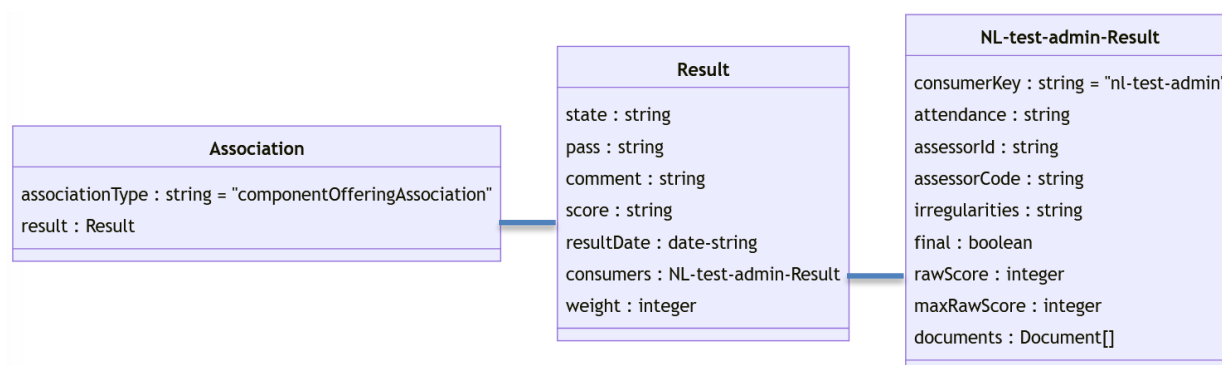 Association
associationType : string = "componentOfferingAssociation"
result : Result
Result
state : string
pass : string
comment : string
score : string
resultDate : date-string
consumers : NL-test-admin-Result
weight : integer
NL-test-admin-Result
consumerKey : string = "nl-test-admin"
attendance : string
assessorId : string
assessorCode : string
irregularities : string
final : boolean
rawScore : integer
maxRawScore : integer
documents : Document[]